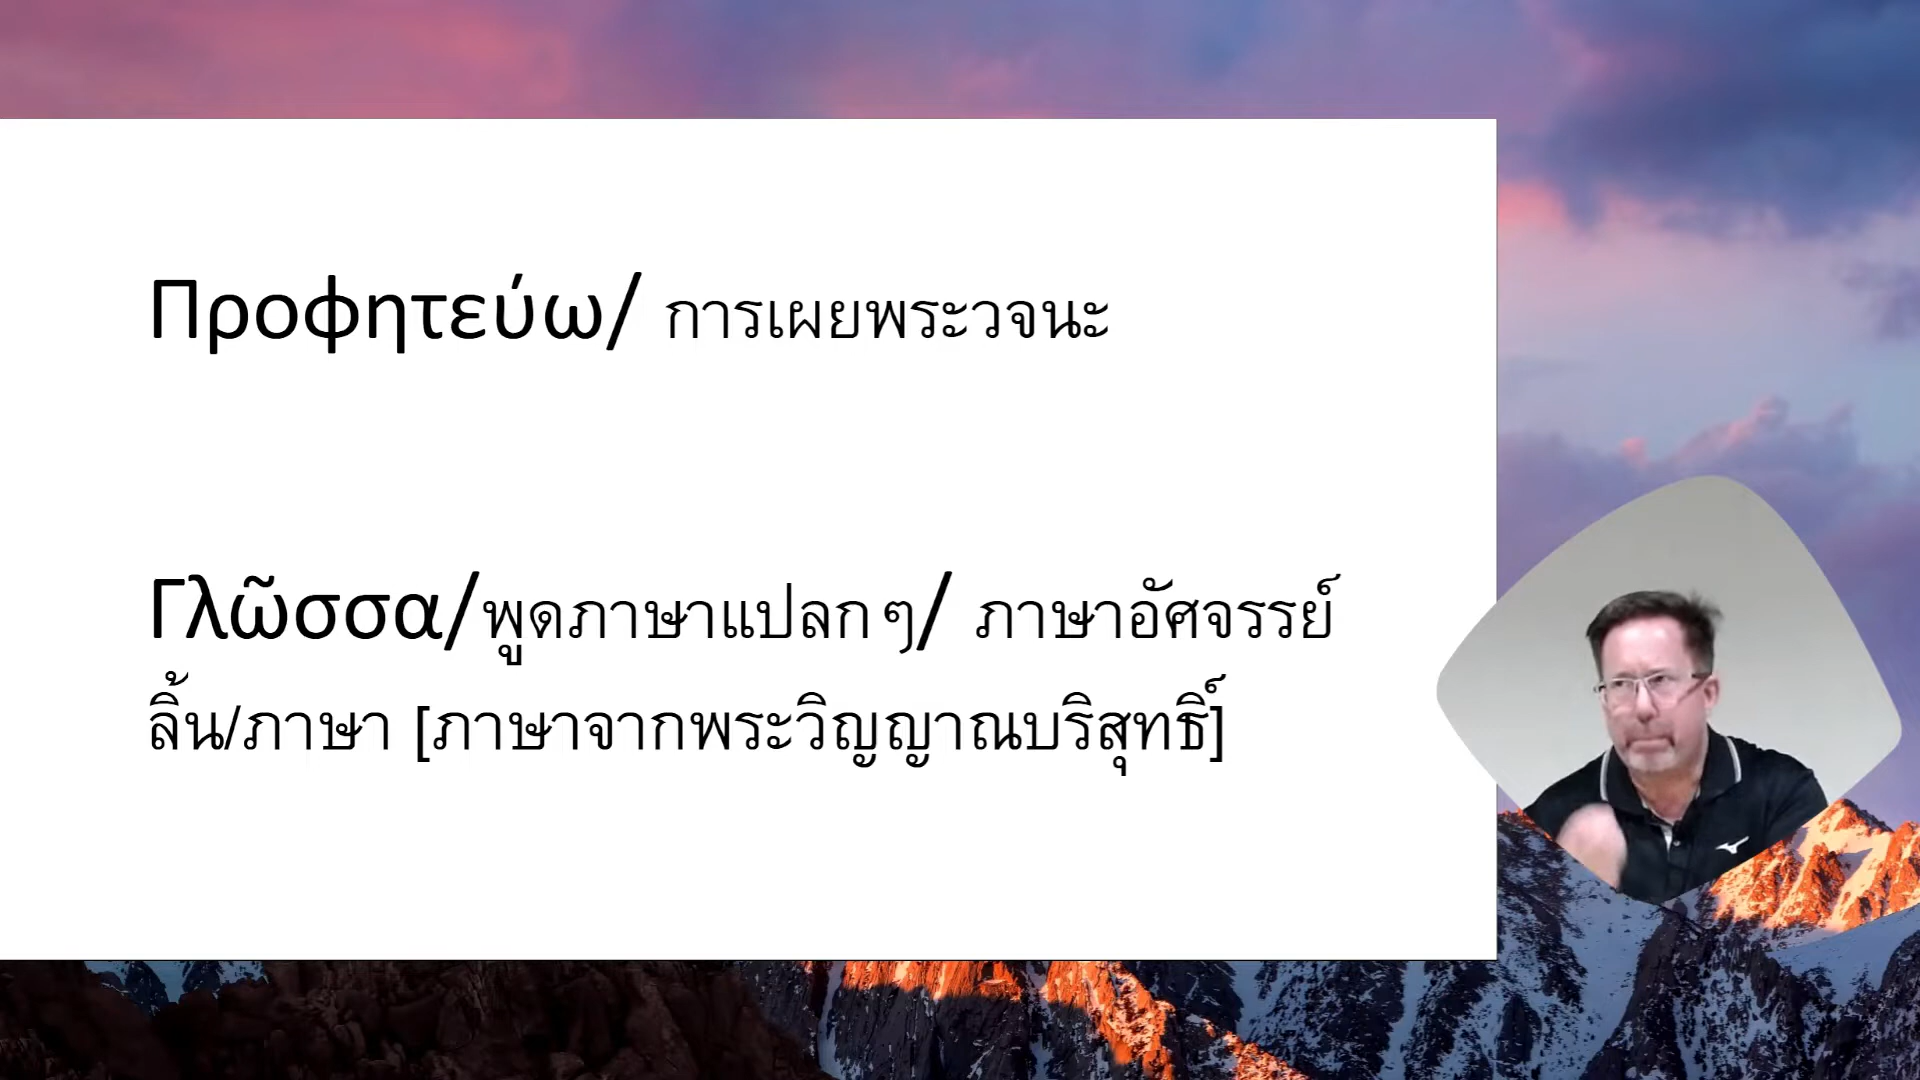 Προφητεύω/ การเผยพระวจนะ
Γλῶσσα/พูดภาษาแปลก ๆ/ ภาษาอัศจรรย์
ลิ้น/ภาษา [ภาษาจากพระวิญญาณบริสุทธิ์]